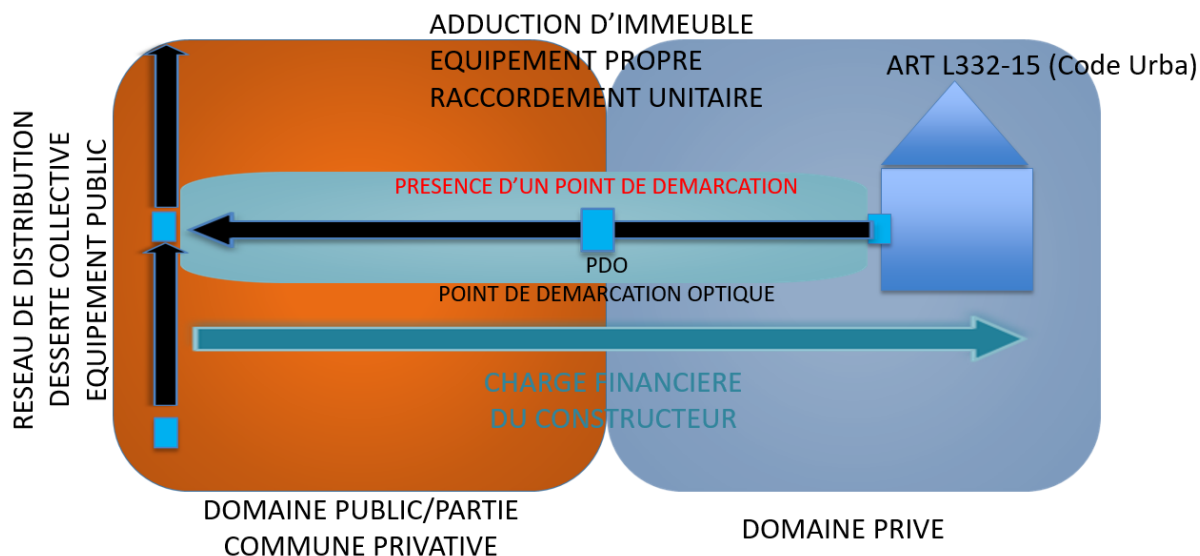 ADDUCTION D'IMMEUBLE
EQUIPEMENT PROPRE
RACCORDEMENT UNITAIRE
ART L332-15 (Code Urba)
RESEAU DE DISTRIBUTION
DESSERTE COLLECTIVE
EQUIPEMENT PUBLIC
PRESENCE D'UN POINT DE DEMARCATION
PDO
POINT DE DEMARCATION OPTIQUE
CHARGE FINANCIERE
DU CONSTRUCTEUR
DOMAINE PUBLIC/PARTIE
COMMUNE PRIVATIVE
DOMAINE PRIVE